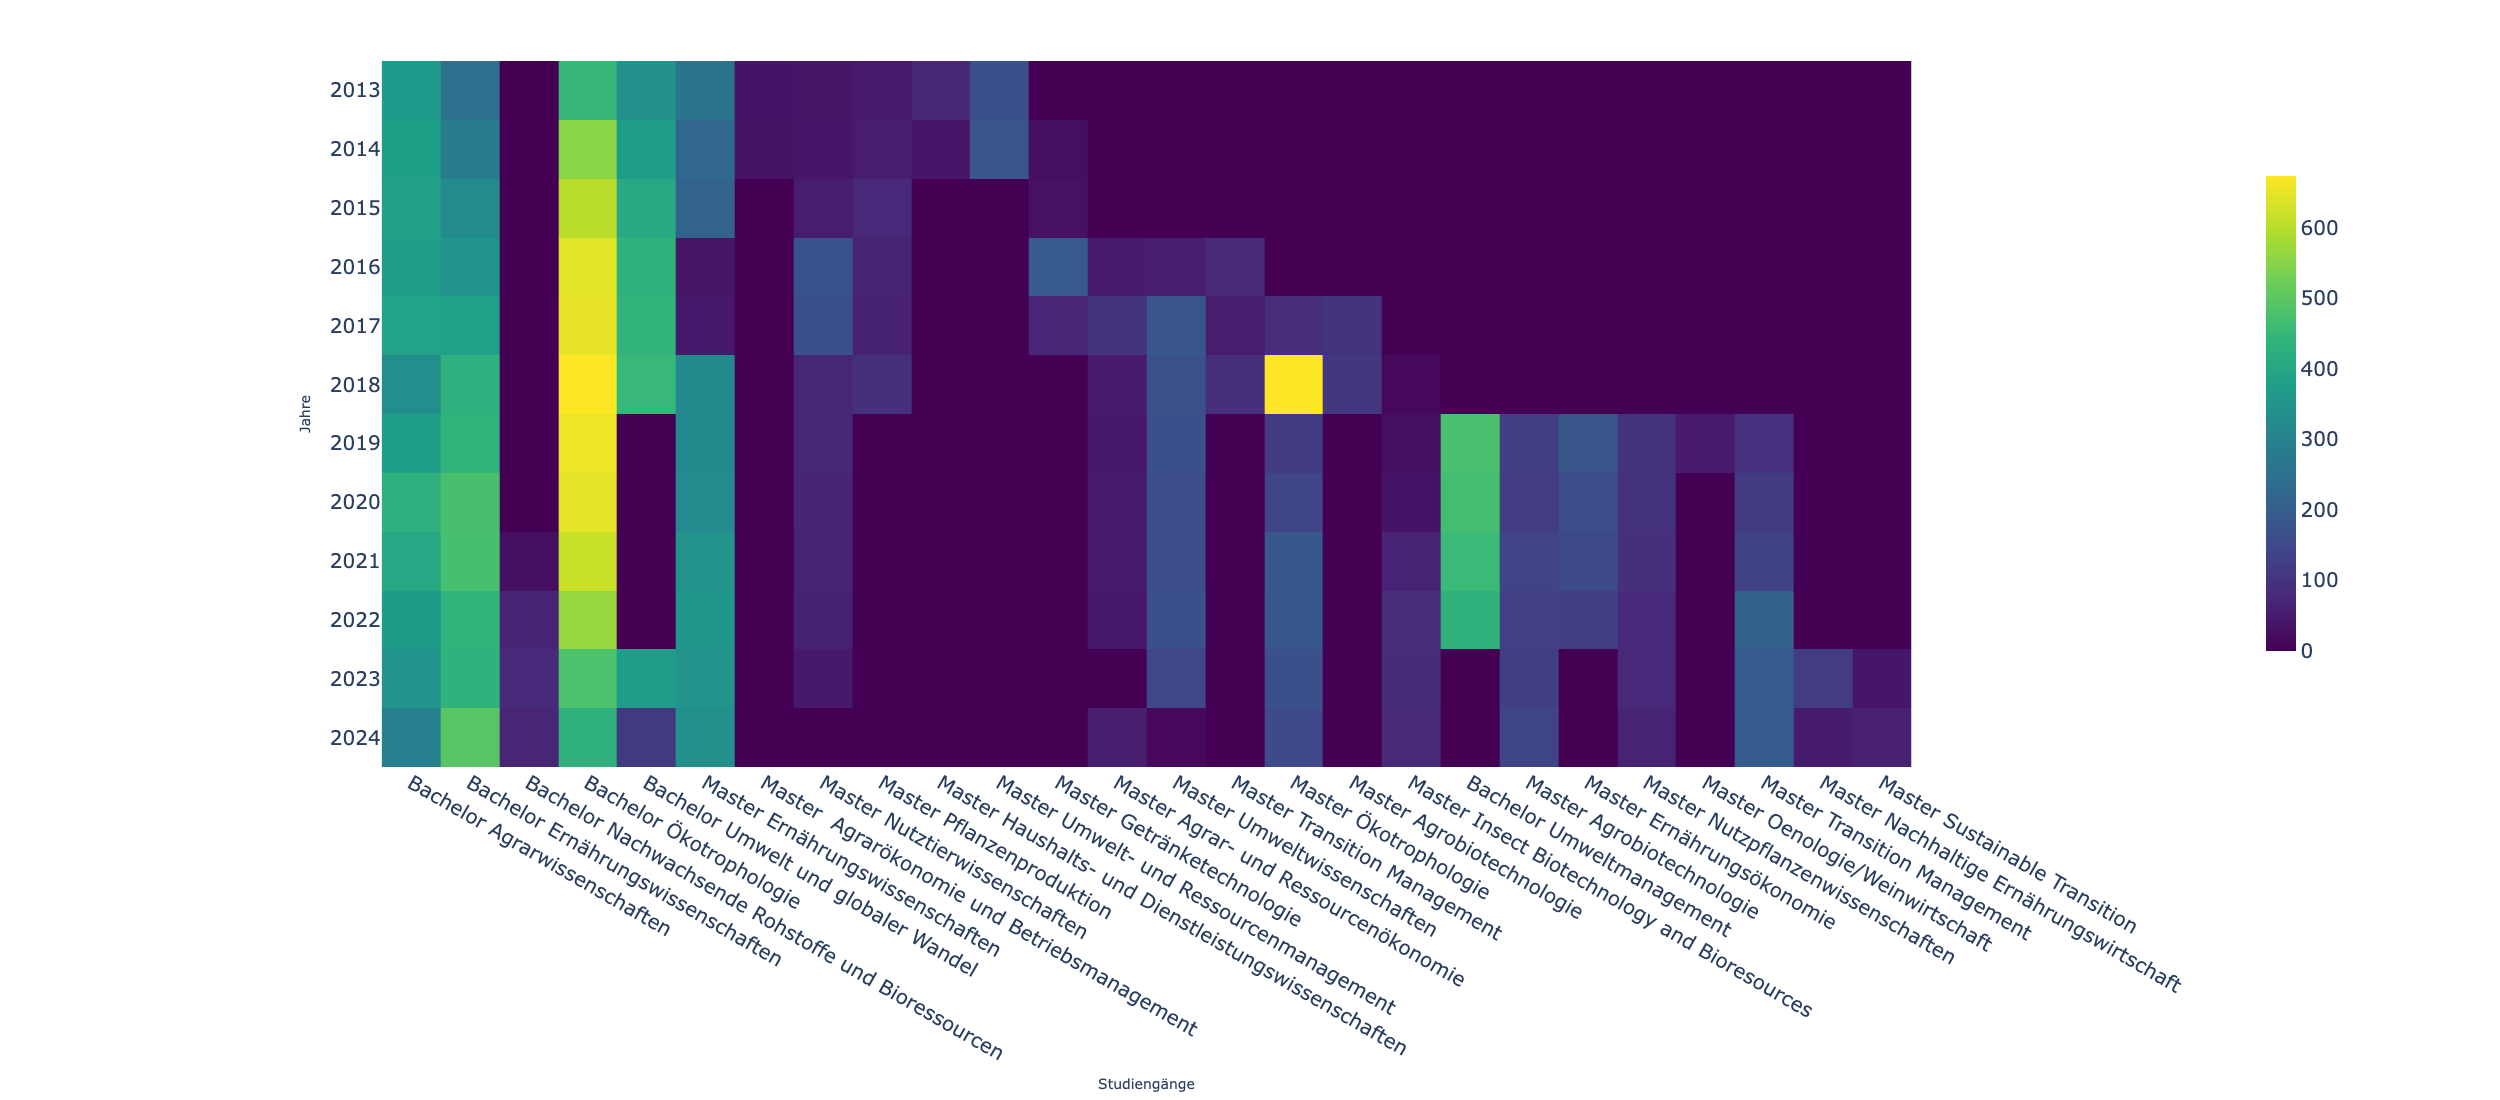 2013
2014
2015
2016
2017
2018
2019
2020
2021
2022
2023
2024
Jahre
600
500
400
300
200
100
0
Bachelor Agrarwissenschaften
Bachelor Ernährungswissenschaften
Bachelor Nachwachsende Rohstoffe und Bioressourcen
Bachelor Ökotrophologie
Bachelor Umwelt und globaler Wandel
Master Ernährungswissenschaften
Master  Agrarökonomie und Betriebsmanagement
Master Nutztierwissenschaften
Master Pflanzenproduktion
Master Haushalts- und Dienstleistungswissenschaften
Master Umwelt- und Ressourcenmanagement
Master Getränketechnologie
Master Agrar- und Ressourcenökonomie
Master Umweltwissenschaften
Master Transition Management
Master Ökotrophologie
Master Agrobiotechnologie
Master Insect Biotechnology and Bioresources
Bachelor Umweltmanagement
Master Agrobiotechnologie
Master Ernährungsökonomie
Master Nutzpflanzenwissenschaften
Master Oenologie/Weinwirtschaft
Master Transition Management
Master Nachhaltige Ernährungswirtschaft
Master Sustainable Transition
Studiengänge